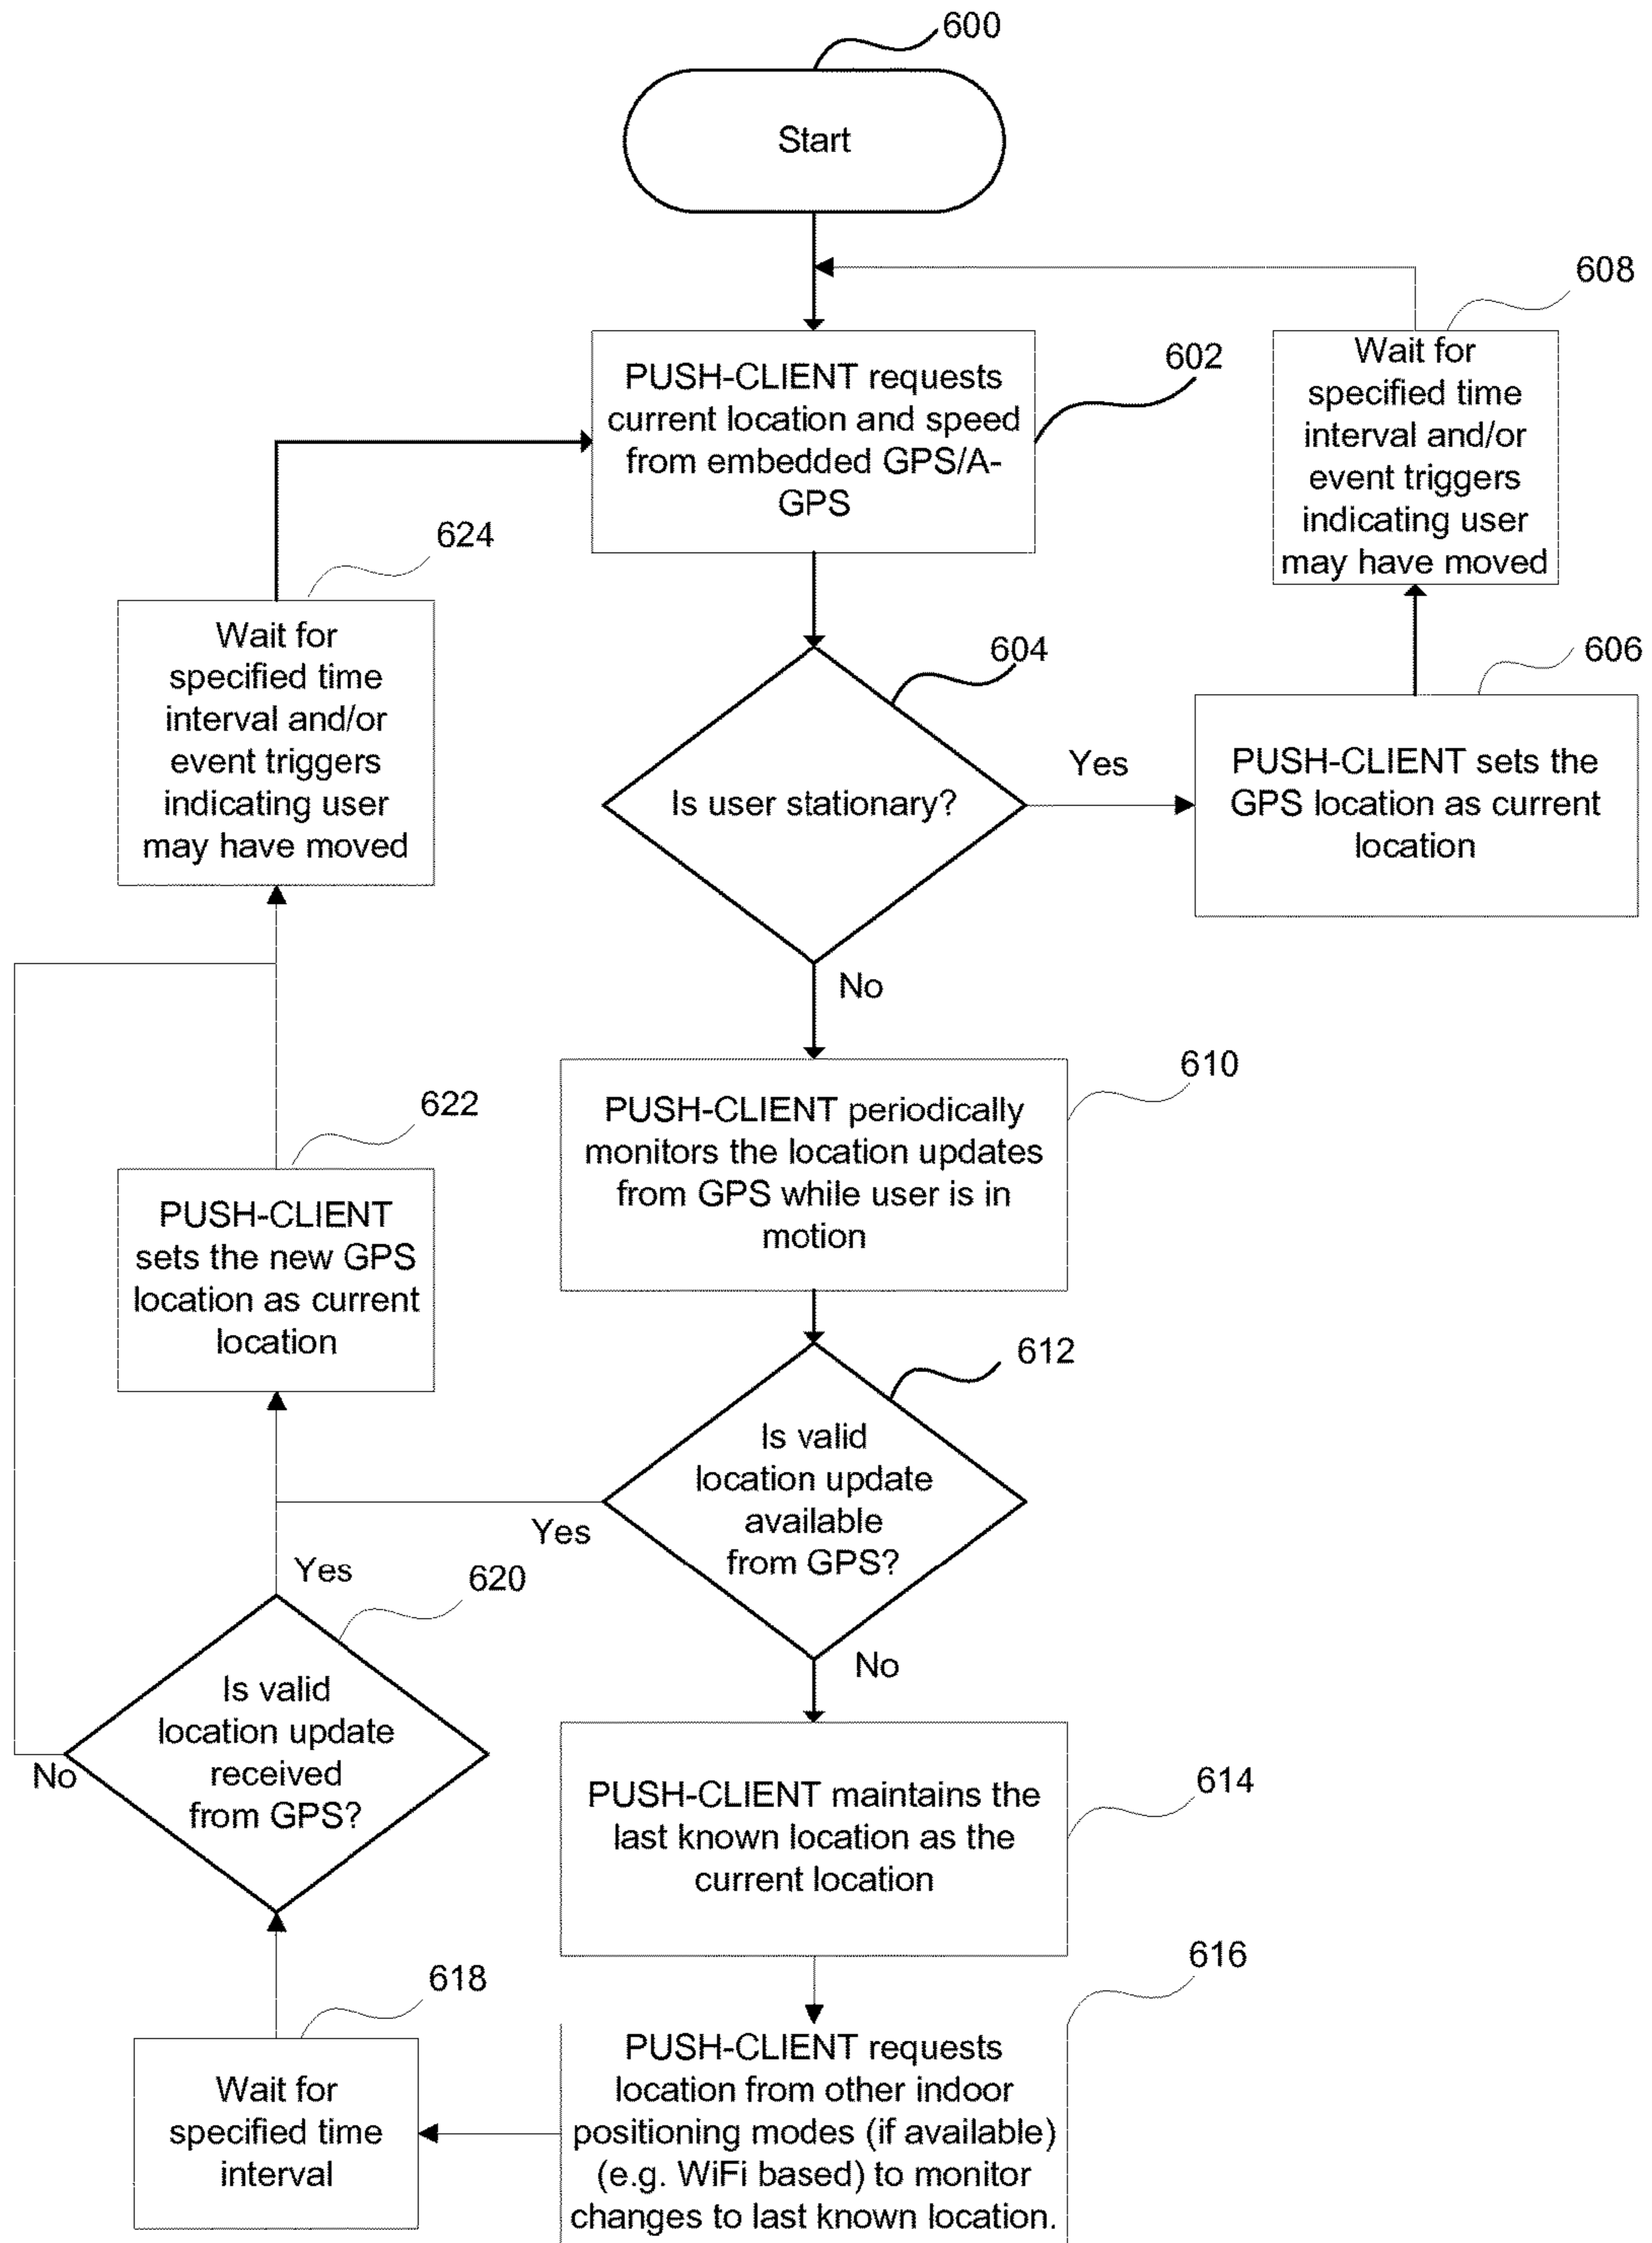 600
Start
608
Wait for
specified time
interval and/or
event triggers
indicating user
may have moved
602
PUSH-CLIENT requests
current location and speed
from embedded GPS/A-
GPS
624
Wait for
specified time
interval and/or
event triggers
indicating user
may have moved
604
Is user stationary?
Yes
606
PUSH-CLIENT sets the
GPS location as current
location
No
610
PUSH-CLIENT periodically
monitors the location updates
from GPS while user is in
motion
622
PUSH-CLIENT
sets the new GPS
location as current
location
612
Is valid
location update
available
from GPS?
Yes
Yes
620
No
Is valid
location update
received
from GPS?
No
614
PUSH-CLIENT maintains the
last known location as the
current location
616
PUSH-CLIENT requests
location from other indoor
positioning modes (if available)
(e.g. WiFi based) to monitor
changes to last known location.
618
Wait for
specified time
interval